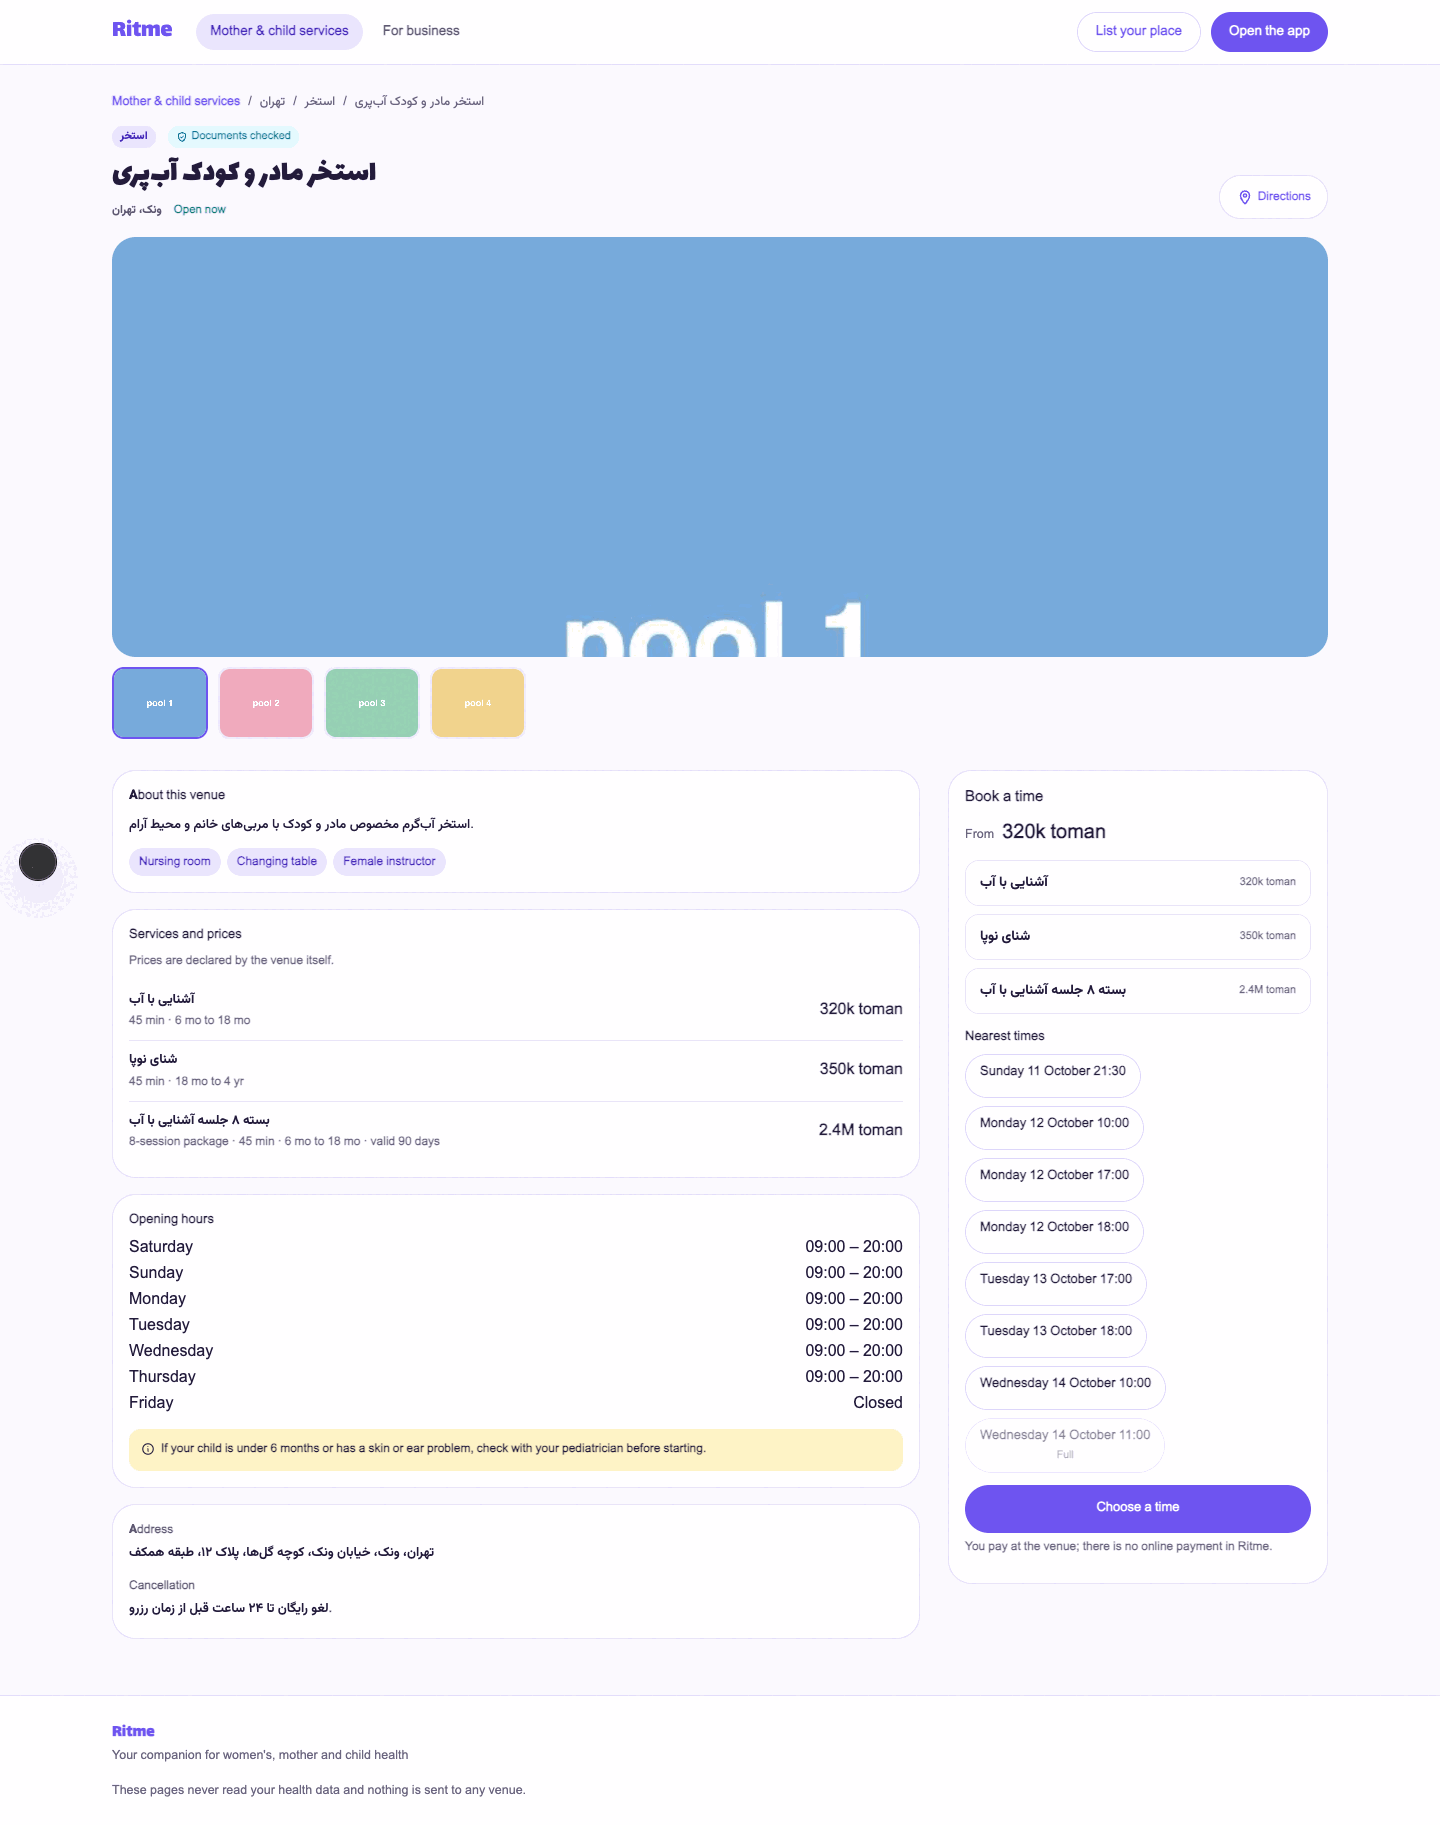 Ritme
Mother & child services
For business
List your place
Open the app
Mother & child services / تهران / استخر / استخر مادر و کودک آب‌پری
استخر
Documents checked
استخر مادر و کودک آب‌پری
ونک، تهران
Open now
Directions
pool 1
pool 1
pool 2
pool 3
pool 4
About this venue
استخر آب‌گرم مخصوص مادر و کودک با مربی‌های خانم و محیط آرام.
Nursing room
Changing table
Female instructor
Services and prices
Prices are declared by the venue itself.
آشنایی با آب
45 min · 6 mo to 18 mo
320k toman
شنای نوپا
45 min · 18 mo to 4 yr
350k toman
بسته ۸ جلسه آشنایی با آب
8-session package · 45 min · 6 mo to 18 mo · valid 90 days
2.4M toman
Opening hours
Saturday 09:00 – 20:00
Sunday 09:00 – 20:00
Monday 09:00 – 20:00
Tuesday 09:00 – 20:00
Wednesday 09:00 – 20:00
Thursday 09:00 – 20:00
Friday Closed
If your child is under 6 months or has a skin or ear problem, check with your pediatrician before starting.
Address
تهران، ونک، خیابان ونک، کوچه گل‌ها، پلاک ۱۲، طبقه همکف
Cancellation
لغو رایگان تا ۲۴ ساعت قبل از زمان رزرو.
Book a time
From 320k toman
آشنایی با آب 320k toman
شنای نوپا 350k toman
بسته ۸ جلسه آشنایی با آب 2.4M toman
Nearest times
Sunday 11 October 21:30
Monday 12 October 10:00
Monday 12 October 17:00
Monday 12 October 18:00
Tuesday 13 October 17:00
Tuesday 13 October 18:00
Wednesday 14 October 10:00
Wednesday 14 October 11:00
Full
Choose a time
You pay at the venue; there is no online payment in Ritme.
Ritme
Your companion for women's, mother and child health
These pages never read your health data and nothing is sent to any venue.